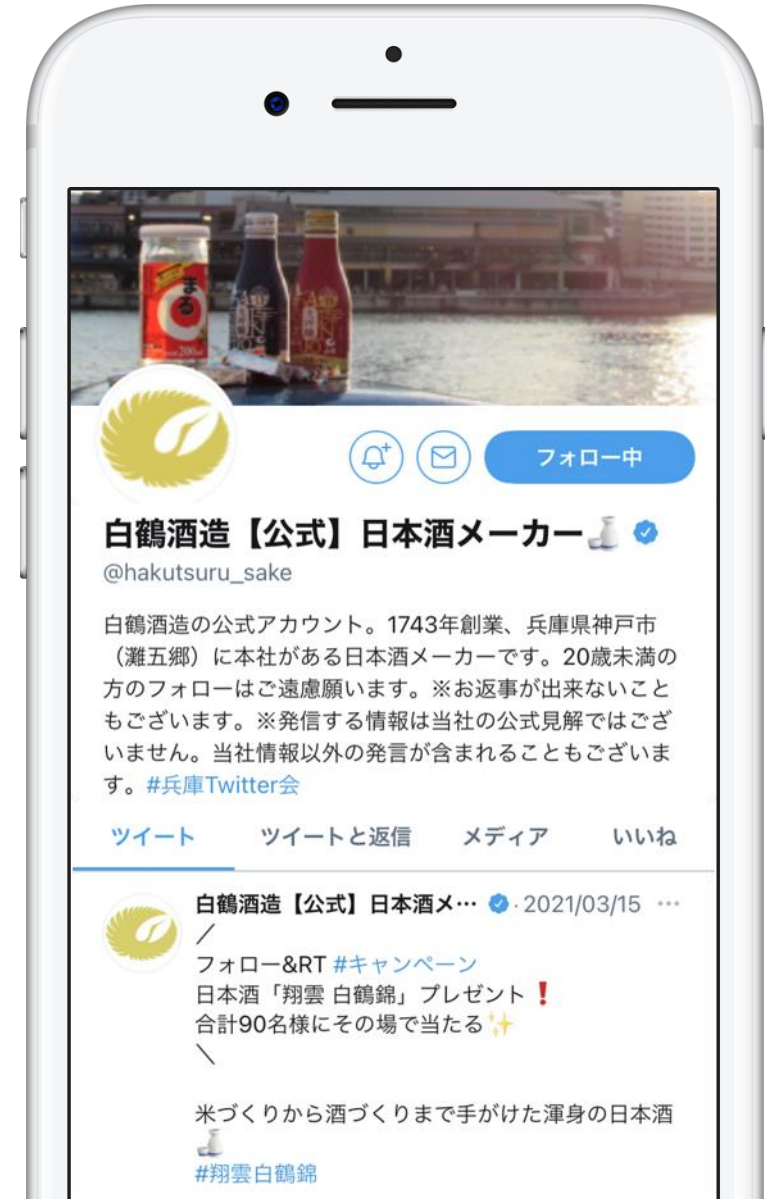 まる
200ml
フォロー中
白鶴酒造【公式】日本酒メーカー🍶
@hakutsuru_sake
白鶴酒造の公式アカウント。1743年創業、兵庫県神戸市
（灘五郷）に本社がある日本酒メーカーです。20歳未満の
方のフォローはご遠慮願います。※お返事が出来ないこと
もございます。※発信する情報は当社の公式見解ではござ
いません。当社情報以外の発言が含まれることもございま
す。#兵庫Twitter会
ツイート ツイートと返信 メディア いいね
白鶴酒造【公式】日本酒メ… · 2021/03/15 …
／
フォロー&RT #キャンペーン
日本酒「翔雲 白鶴錦」プレゼント❗
合計90名様にその場で当たる✨
＼
米づくりから酒づくりまで手がけた渾身の日本酒
🍶
#翔雲白鶴錦